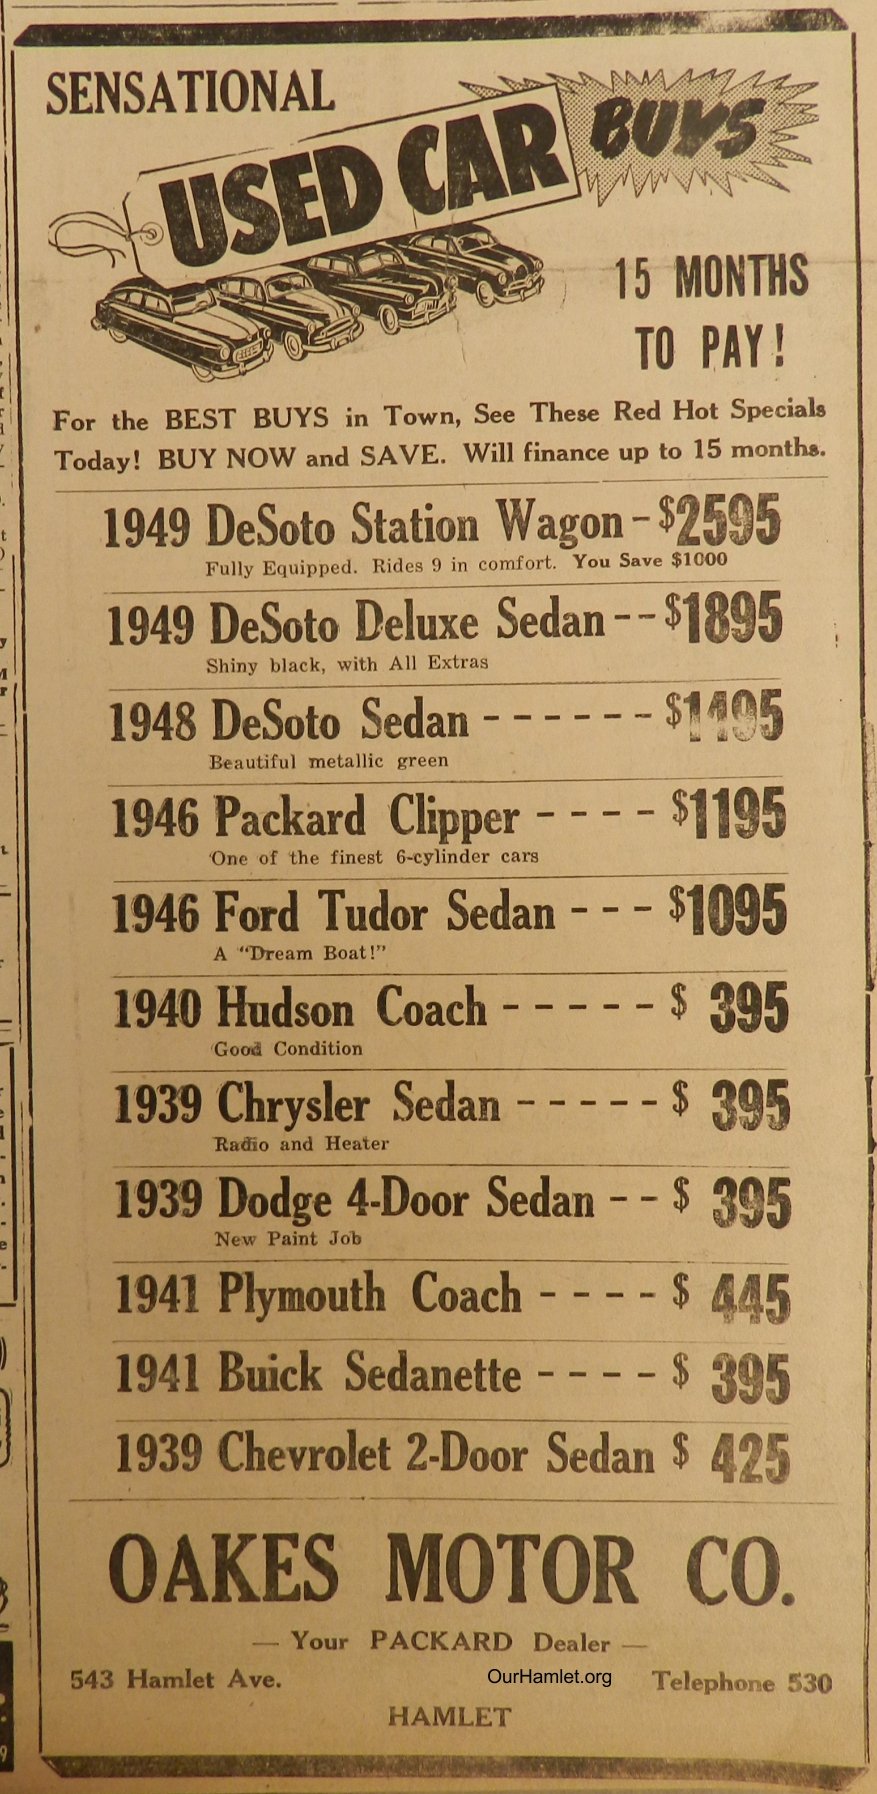 SENSATIONAL
USED CAR BUYS
15 MONTHS
TO PAY!
For the BEST BUYS in Town, See These Red Hot Specials
Today! BUY NOW and SAVE. Will finance up to 15 months.
1949 DeSoto Station Wagon - $2595
Fully Equipped. Rides 9 in comfort. You Save $1000
1949 DeSoto Deluxe Sedan -- $1895
Shiny black, with All Extras
1948 DeSoto Sedan ------ $1495
Beautiful metallic green
1946 Packard Clipper ---- $1195
One of the finest 6-cylinder cars
1946 Ford Tudor Sedan --- $1095
A "Dream Boat!"
1940 Hudson Coach ----- $ 395
Good Condition
1939 Chrysler Sedan ----- $ 395
Radio and Heater
1939 Dodge 4-Door Sedan -- $ 395
New Paint Job
1941 Plymouth Coach ---- $ 445
1941 Buick Sedanette ---- $ 395
1939 Chevrolet 2-Door Sedan $ 425
OAKES MOTOR CO.
— Your PACKARD Dealer —
543 Hamlet Ave. OurHamlet.org Telephone 530
HAMLET